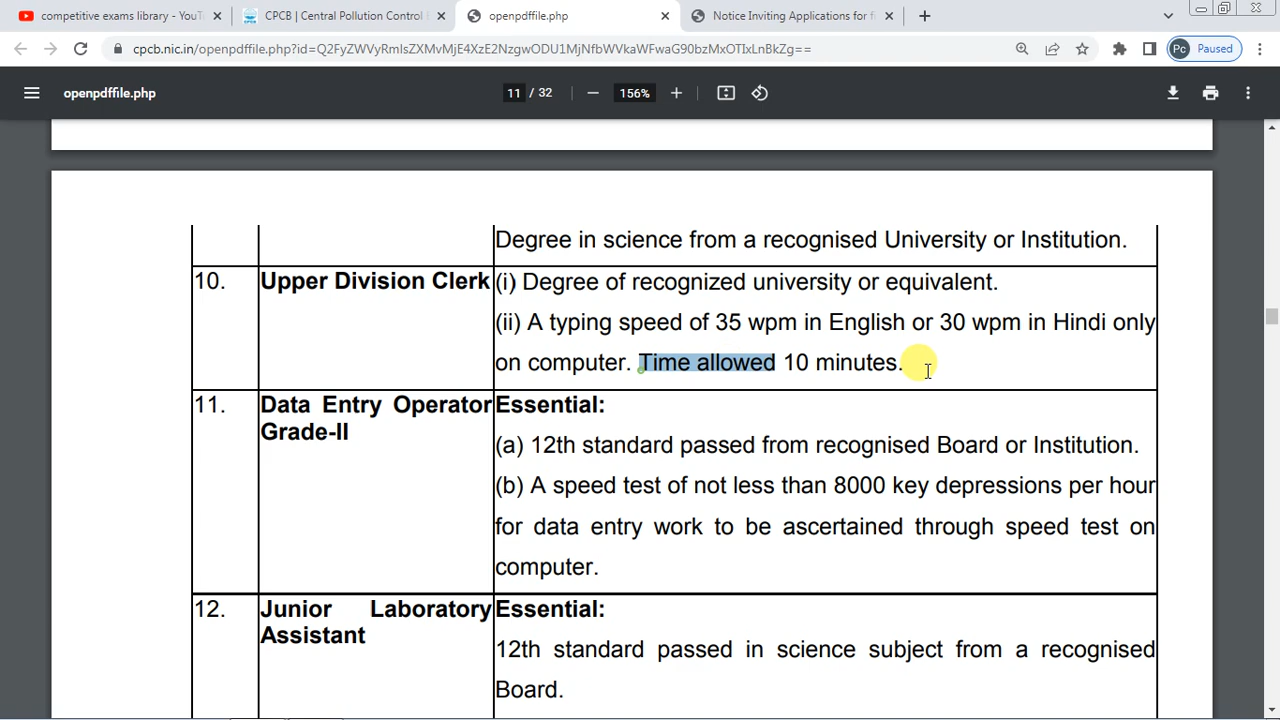 competitive exams library - YouT
CPCB | Central Pollution Control
openpdffile.php
Notice Inviting Applications for fi
cpcb.nic.in/openpdffile.php?id=Q2FyZWVyRmlsZXMvMjE4XzE2NzgwODU1MjNfbWVkaWFwaG90bzMxOTIxLnBkZg==
Pc Paused
openpdffile.php
11 / 32
156%
Degree in science from a recognised University or Institution.
10. Upper Division Clerk (i) Degree of recognized university or equivalent.
(ii) A typing speed of 35 wpm in English or 30 wpm in Hindi only
on computer. Time allowed 10 minutes.
11. Data Entry Operator Essential:
Grade-II
(a) 12th standard passed from recognised Board or Institution.
(b) A speed test of not less than 8000 key depressions per hour
for data entry work to be ascertained through speed test on
computer.
12. Junior Laboratory Essential:
Assistant
12th standard passed in science subject from a recognised
Board.